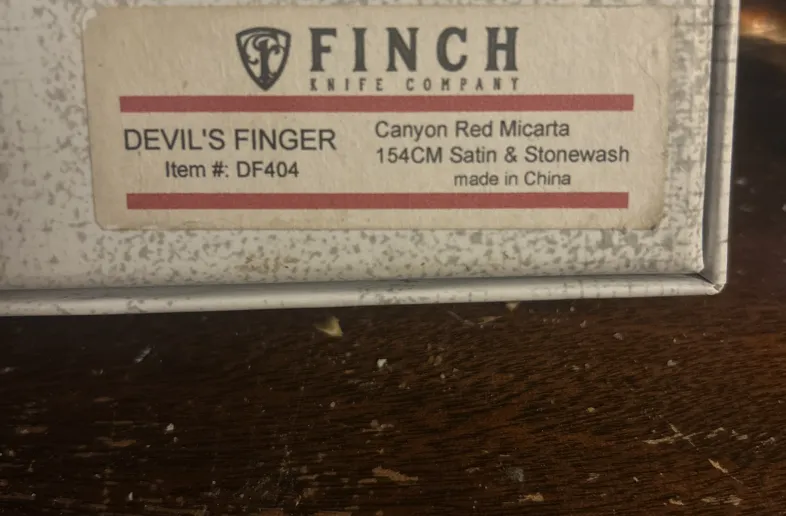 FINCH
KNIFE COMPANY
DEVIL'S FINGER
Item #: DF404
Canyon Red Micarta
154CM Satin & Stonewash
made in China